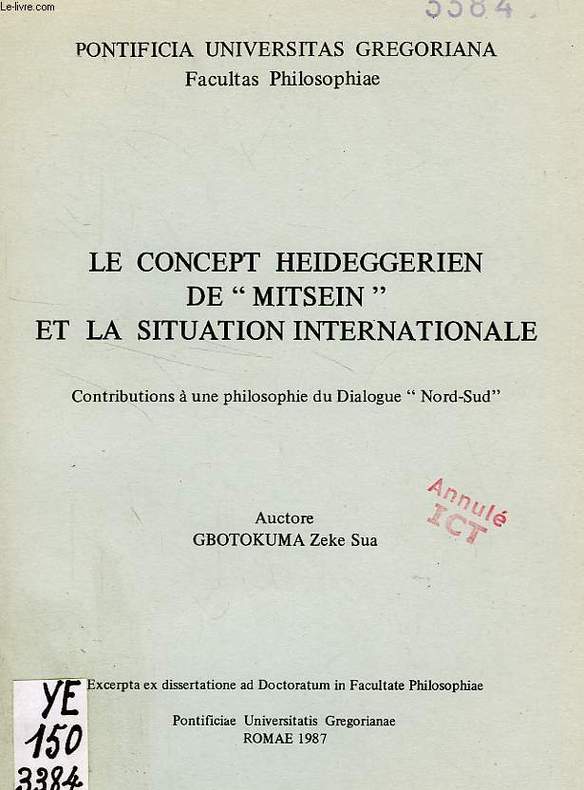 Le-livre.com
3384.
PONTIFICIA UNIVERSITAS GREGORIANA
Facultas Philosophiae
LE CONCEPT HEIDEGGERIEN
DE “ MITSEIN ”
ET LA SITUATION INTERNATIONALE
Contributions à une philosophie du Dialogue “ Nord-Sud”
Annulé
ICT
Auctore
GBOTOKUMA Zeke Sua
Excerpta ex dissertatione ad Doctoratum in Facultate Philosophiae
Pontificiae Universitatis Gregorianae
ROMAE 1987
YE
150
3384